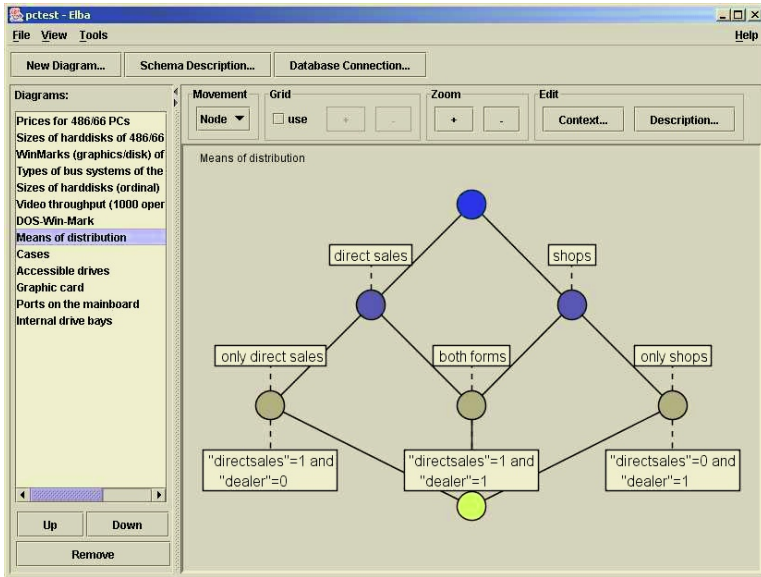 pctest - Elba
File View Tools Help
New Diagram... Schema Description... Database Connection...
Diagrams:
Prices for 486/66 PCs
Sizes of harddisks of 486/66
WinMarks (graphics/disk) of
Types of bus systems of the
Sizes of harddisks (ordinal)
Video throughput (1000 oper
DOS-Win-Mark
Means of distribution
Cases
Accessible drives
Graphic card
Ports on the mainboard
Internal drive bays
Up Down
Remove
Movement Grid Zoom Edit
Node use + - + - Context... Description...
Means of distribution
direct sales shops
only direct sales both forms only shops
"directsales"=1 and "directsales"=1 and "directsales"=0 and
"dealer"=0 "dealer"=1 "dealer"=1